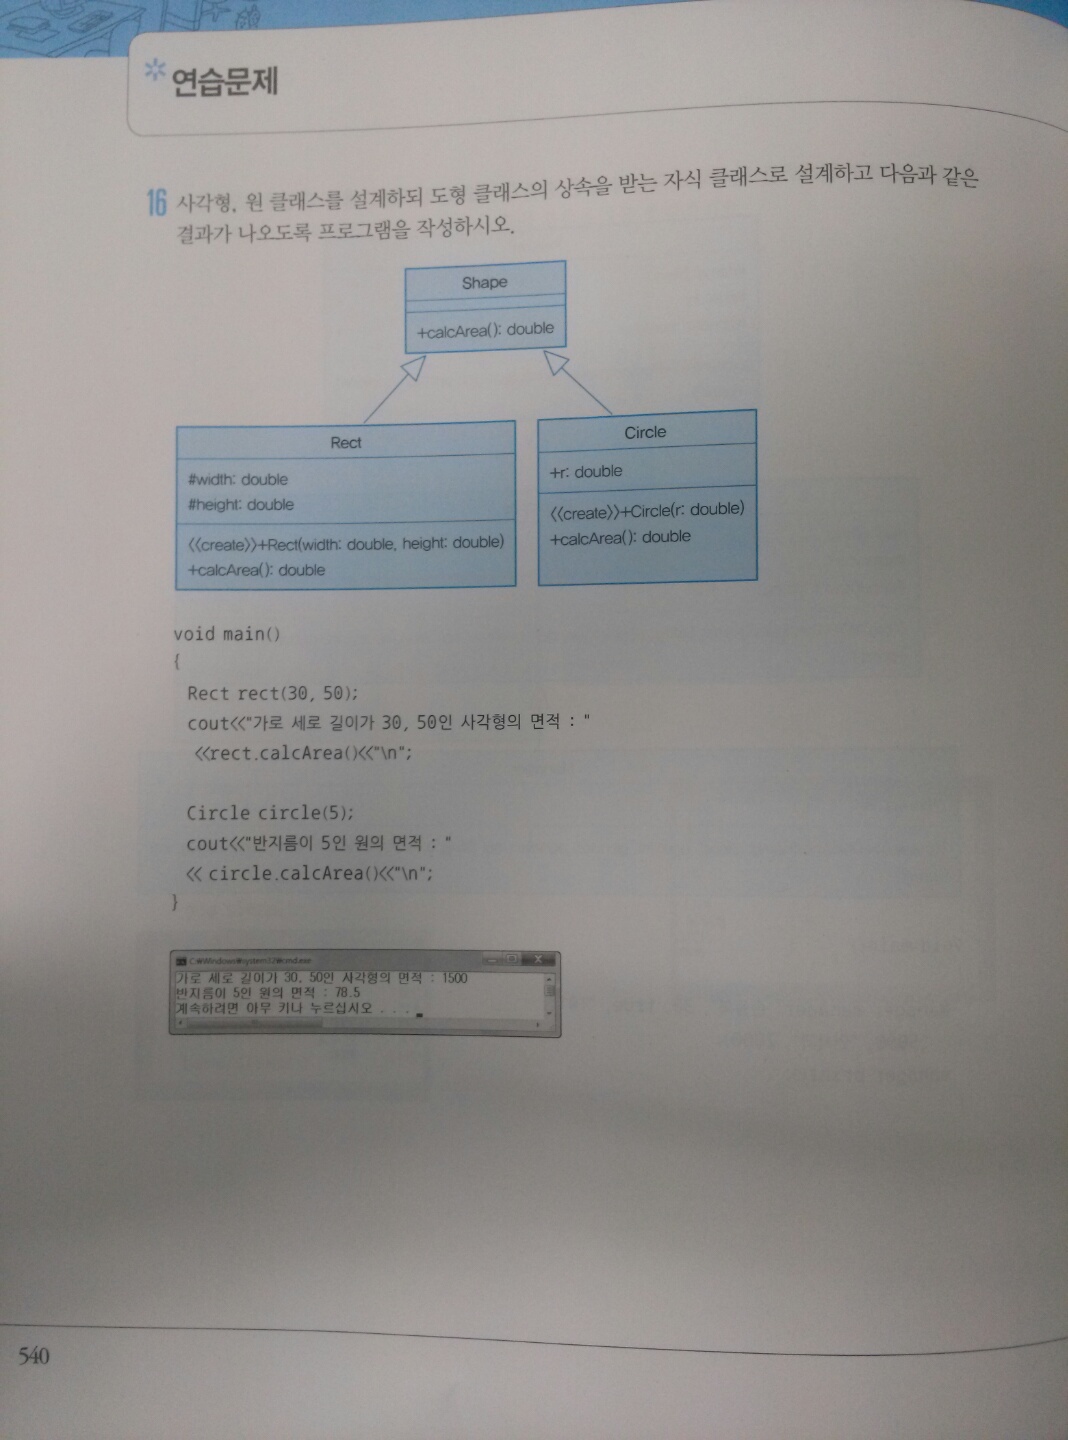 연습문제
16 사각형, 원 클래스를 설계하되 도형 클래스의 상속을 받는 자식 클래스로 설계하고 다음과 같은
결과가 나오도록 프로그램을 작성하시오.
Shape
+calcArea(): double
Rect
#width: double
#height: double
<<create>>+Rect(width: double, height: double)
+calcArea(): double
Circle
+r: double
<<create>>+Circle(r: double)
+calcArea(): double
void main()
{
Rect rect(30, 50);
cout<<"가로 세로 길이가 30, 50인 사각형의 면적 : "
<<rect.calcArea()<<"\n";
Circle circle(5);
cout<<"반지름이 5인 원의 면적 : "
<< circle.calcArea()<<"\n";
}
C:₩Windows₩system32₩cmd.exe
가로 세로 길이가 30, 50인 사각형의 면적 : 1500
반지름이 5인 원의 면적 : 78.5
계속하려면 아무 키나 누르십시오 . . .
540